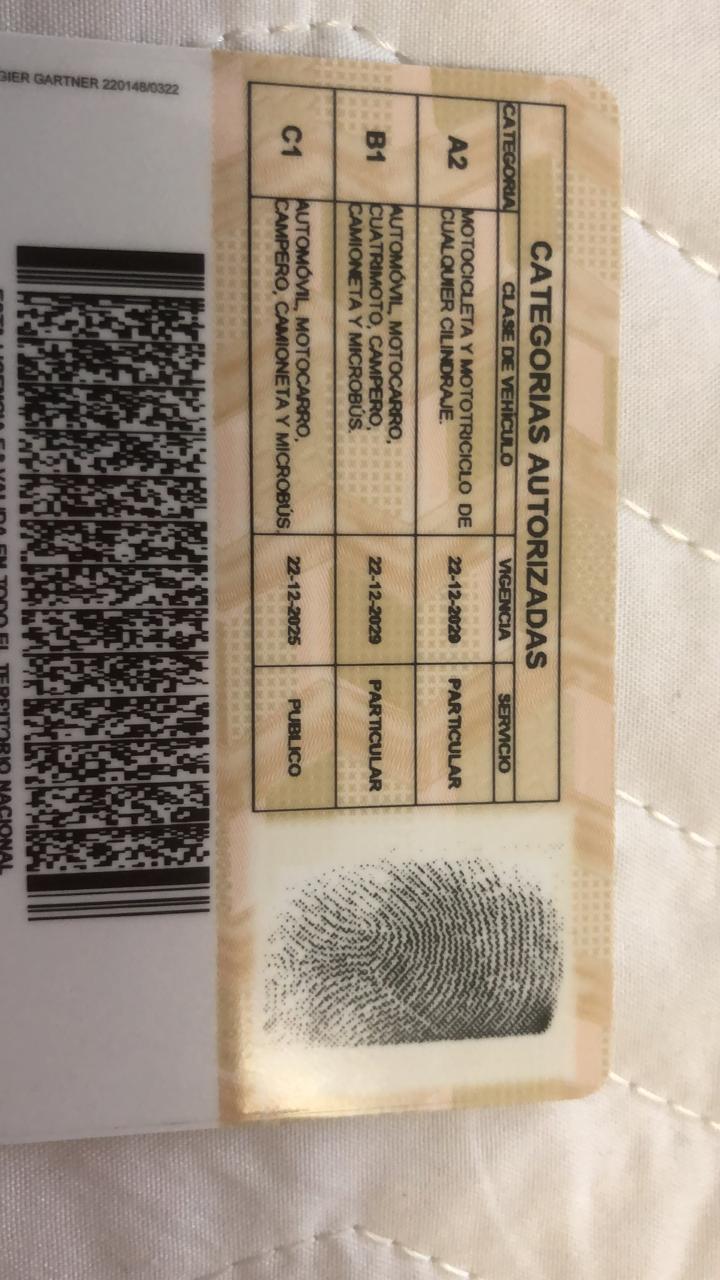 CATEGORIAS AUTORIZADAS
CATEGORIA CLASE DE VEHÍCULO VIGENCIA SERVICIO
A2 MOTOCICLETA Y MOTOTRICICLO DE 22-12-2029 PARTICULAR
CUALQUIER CILINDRAJE.
B1 AUTOMÓVIL, MOTOCARRO, 22-12-2029 PARTICULAR
CUATRIMOTO, CAMPERO,
CAMIONETA Y MICROBÚS.
C1 AUTOMÓVIL, MOTOCARRO, 22-12-2025 PUBLICO
CAMPERO, CAMIONETA Y MICROBÚS.
GIER GARTNER 220148/0322
ESTA LICENCIA ES VALIDA EN TODO EL TERRITORIO NACIONAL